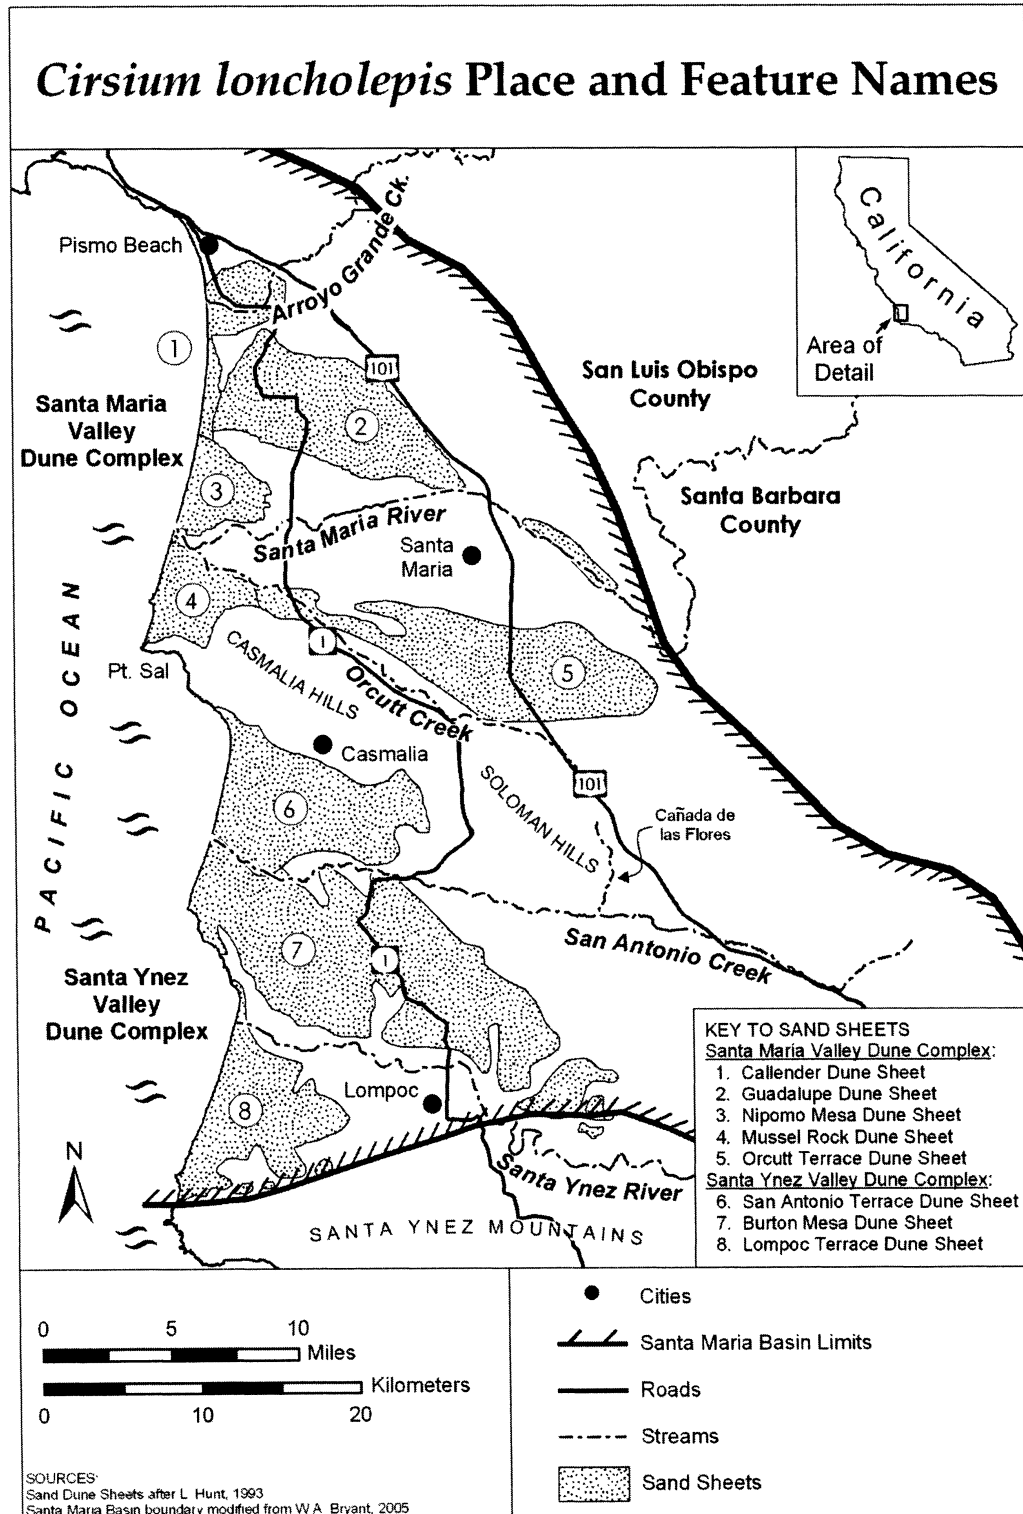 Cirsium loncholepis Place and Feature Names
Arroyo Grande Ck.
Pismo Beach
California
Area of
Detail
1
101
San Luis Obispo
County
Santa Maria
Valley
Dune Complex
2
3
Santa Barbara
County
Santa Maria River
Santa
Maria
4
PACIFIC OCEAN
Pt. Sal
CASMALIA HILLS
1
Orcutt Creek
5
Casmalia
101
SOLOMAN HILLS
Cañada de
las Flores
6
San Antonio Creek
7
1
Santa Ynez
Valley
Dune Complex
Lompoc
8
N
Santa Ynez River
SANTA YNEZ MOUNTAINS
KEY TO SAND SHEETS
Santa Maria Valley Dune Complex:
1. Callender Dune Sheet
2. Guadalupe Dune Sheet
3. Nipomo Mesa Dune Sheet
4. Mussel Rock Dune Sheet
5. Orcutt Terrace Dune Sheet
Santa Ynez Valley Dune Complex:
6. San Antonio Terrace Dune Sheet
7. Burton Mesa Dune Sheet
8. Lompoc Terrace Dune Sheet
0 5 10
Miles
Kilometers
0 10 20
Cities
Santa Maria Basin Limits
Roads
Streams
Sand Sheets
SOURCES:
Sand Dune Sheets after L. Hunt, 1993
Santa Maria Basin boundary modified from W.A. Bryant, 2005